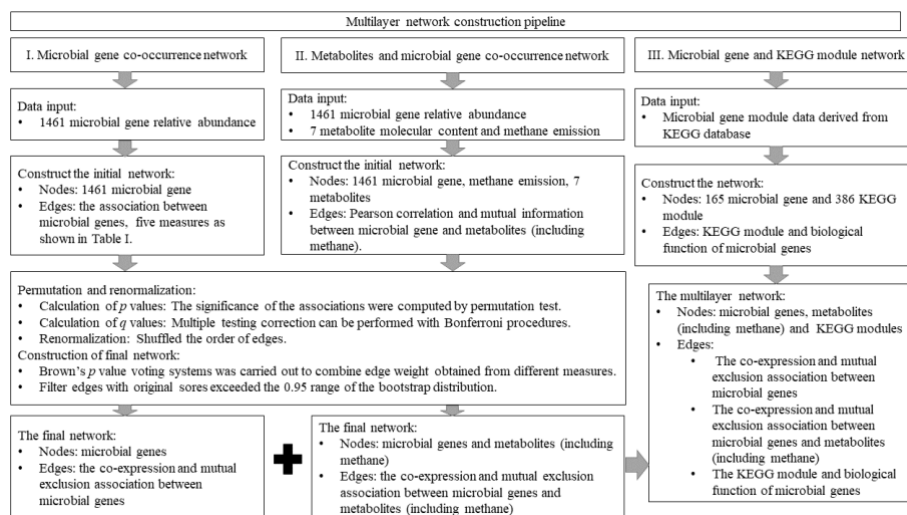 Multilayer network construction pipeline
I. Microbial gene co-occurrence network
Data input:
• 1461 microbial gene relative abundance
Construct the initial network:
• Nodes: 1461 microbial gene
• Edges: the association between
microbial genes, five measures as
shown in Table I.
II. Metabolites and microbial gene co-occurrence network
Data input:
• 1461 microbial gene relative abundance
• 7 metabolite molecular content and methane emission
Construct the initial network:
• Nodes: 1461 microbial gene, methane emission, 7
metabolites
• Edges: Pearson correlation and mutual information
between microbial gene and metabolites (including
methane).
Permutation and renormalization:
• Calculation of p values: The significance of the associations were computed by permutation test.
• Calculation of q values: Multiple testing correction can be performed with Bonferroni procedures.
• Renormalization: Shuffled the order of edges.
Construction of final network:
• Brown's p value voting systems was carried out to combine edge weight obtained from different measures.
• Filter edges with original sores exceeded the 0.95 range of the bootstrap distribution.
The final network:
• Nodes: microbial genes
• Edges: the co-expression and mutual
exclusion association between
microbial genes
The final network:
• Nodes: microbial genes and metabolites (including
methane)
• Edges: the co-expression and mutual exclusion
association between microbial genes and
metabolites (including methane)
III. Microbial gene and KEGG module network
Data input:
• Microbial gene module data derived from
KEGG database
Construct the network:
• Nodes: 165 microbial gene and 386 KEGG
module
• Edges: KEGG module and biological
function of microbial genes
The multilayer network:
• Nodes: microbial genes, metabolites
(including methane) and KEGG modules
• Edges:
• The co-expression and mutual
exclusion association between
microbial genes
• The co-expression and mutual
exclusion association between
microbial genes and metabolites
(including methane)
• The KEGG module and biological
function of microbial genes